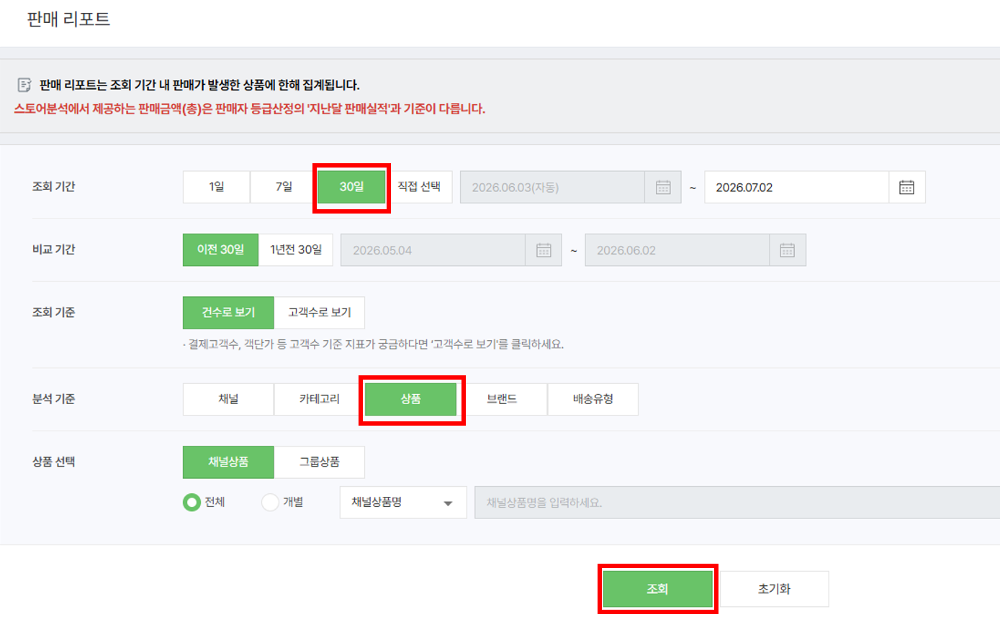 판매 리포트
판매 리포트는 조회 기간 내 판매가 발생한 상품에 한해 집계됩니다.
스토어분석에서 제공하는 판매금액(총)은 판매자 등급산정의 '지난달 판매실적'과 기준이 다릅니다.
조회 기간 1일 7일 30일 직접 선택 2026.06.03(자동) ~ 2026.07.02
비교 기간 이전 30일 1년전 30일 2026.05.04 ~ 2026.06.02
조회 기준 건수로 보기 고객수로 보기
· 결제고객수, 객단가 등 고객수 기준 지표가 궁금하다면 '고객수로 보기'를 클릭하세요.
분석 기준 채널 카테고리 상품 브랜드 배송유형
상품 선택 채널상품 그룹상품
전체 개별 채널상품명 채널상품명을 입력하세요.
조회 초기화